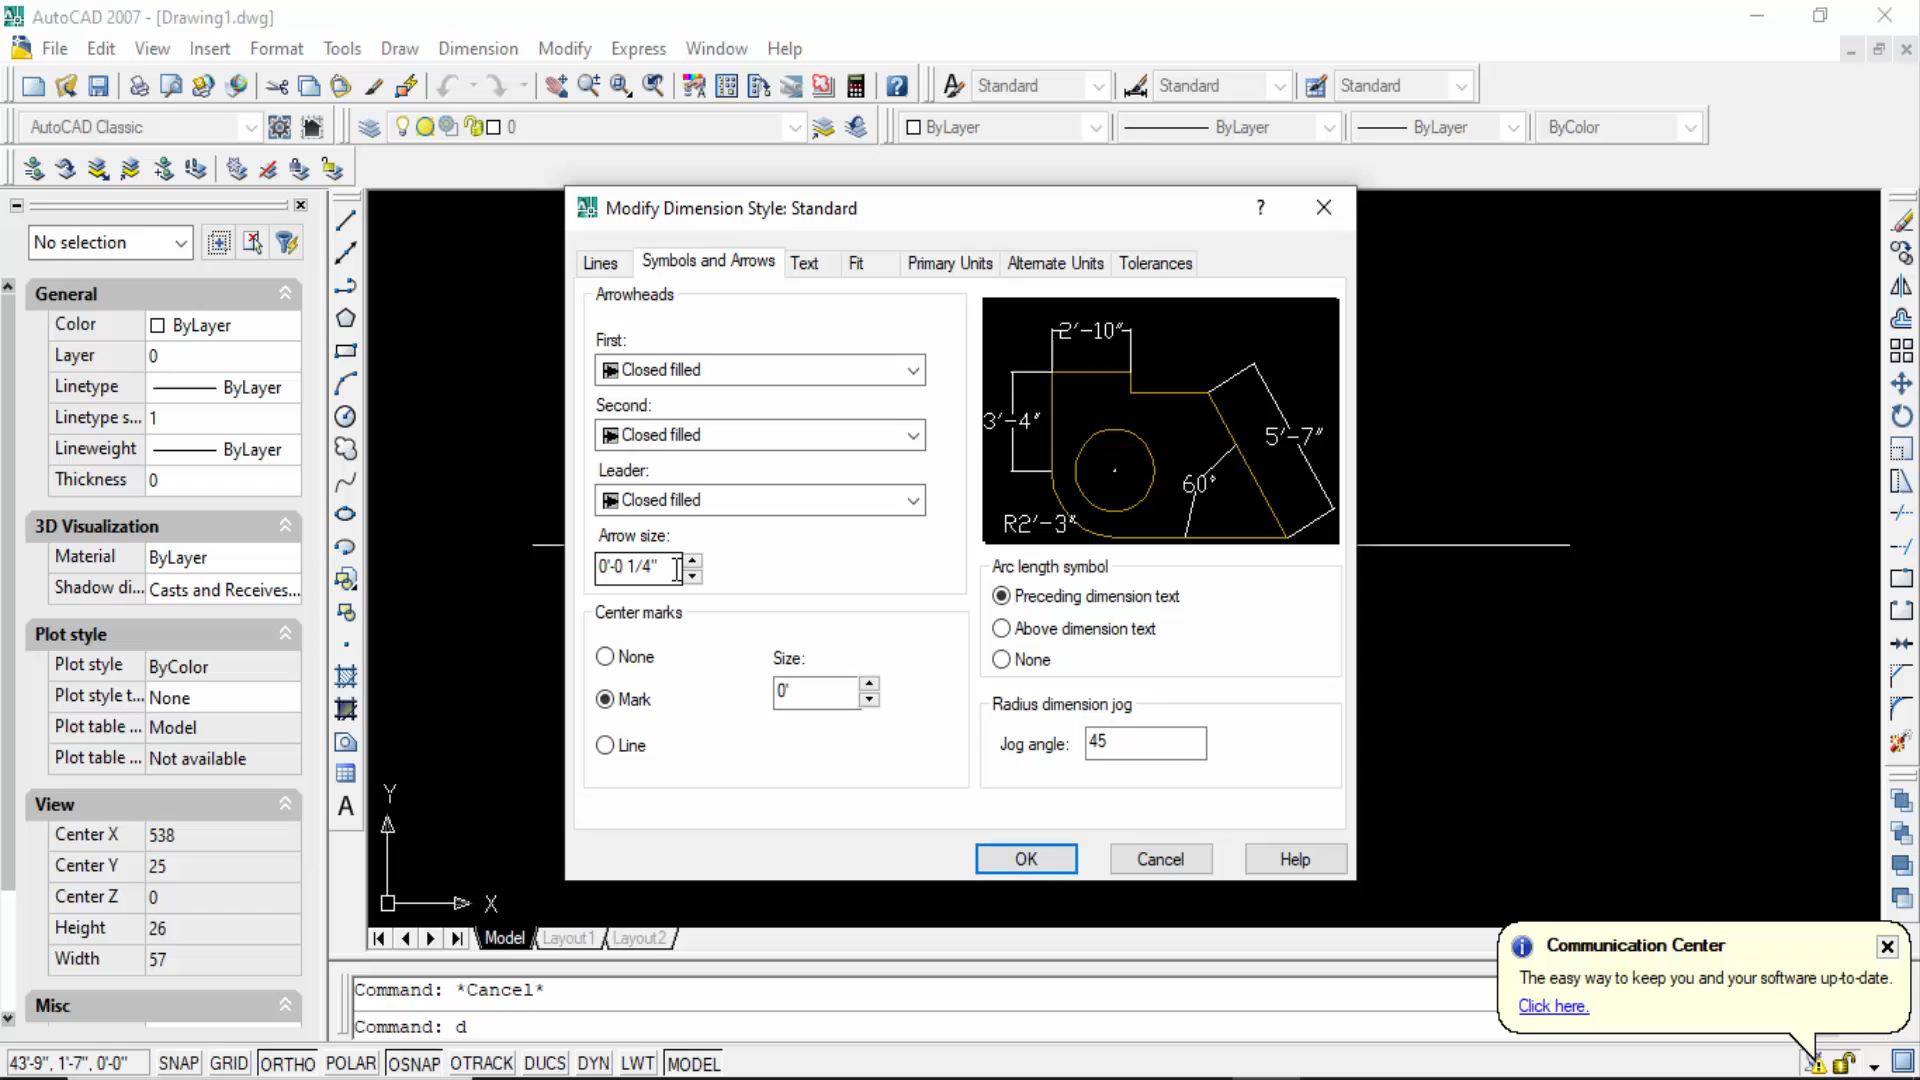 AutoCAD 2007 - [Drawing1.dwg]
File Edit View Insert Format Tools Draw Dimension Modify Express Window Help
Standard Standard Standard
AutoCAD Classic 0 ByLayer ByLayer ByLayer ByColor
No selection
General
Color ByLayer
Layer 0
Linetype ByLayer
Linetype s... 1
Lineweight ByLayer
Thickness 0
3D Visualization
Material ByLayer
Shadow di... Casts and Receives...
Plot style
Plot style ByColor
Plot style t... None
Plot table ... Model
Plot table ... Not available
View
Center X 538
Center Y 25
Center Z 0
Height 26
Width 57
Misc
A
Modify Dimension Style: Standard
Lines Symbols and Arrows Text Fit Primary Units Alternate Units Tolerances
Arrowheads
First:
Closed filled
Second:
Closed filled
Leader:
Closed filled
Arrow size:
0'-0 1/4"
Center marks
None
Mark
Line
Size:
0'
2'-10"
3'-4"
5'-7"
60°
R2'-3"
Arc length symbol
Preceding dimension text
Above dimension text
None
Radius dimension jog
Jog angle: 45
OK Cancel Help
Y
X
Model Layout1 Layout2
Command: *Cancel*
Command: d
Communication Center
The easy way to keep you and your software up-to-date.
Click here.
43'-9", 1'-7", 0'-0" SNAP GRID ORTHO POLAR OSNAP OTRACK DUCS DYN LWT MODEL